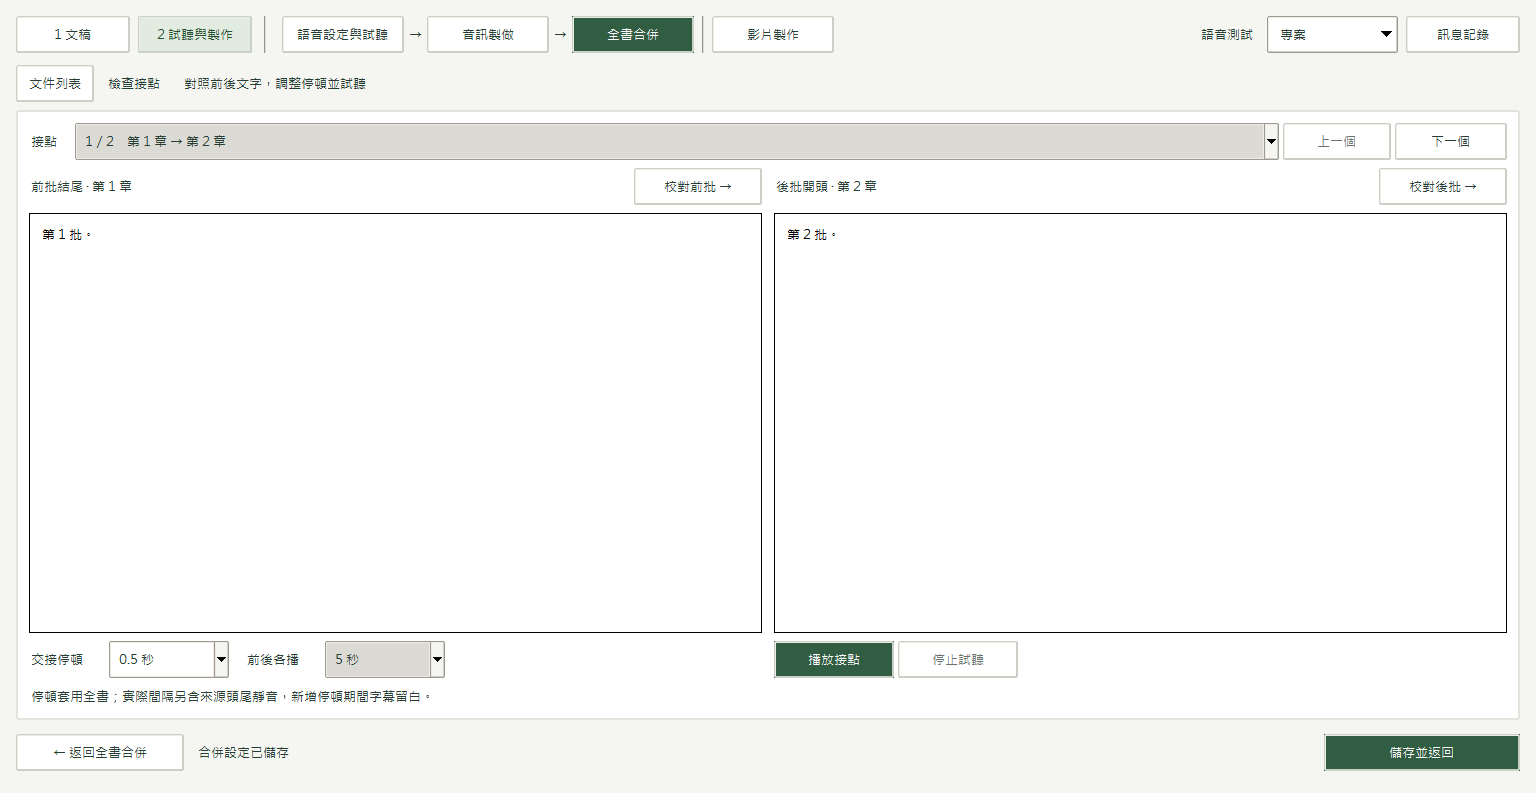 1 文稿
2 試聽與製作
語音設定與試聽
→
音訊製做
→
全書合併
影片製作
語音測試
專案
訊息記錄
文件列表
檢查接點
對照前後文字，調整停頓並試聽
接點
1 / 2 第 1 章 → 第 2 章
上一個
下一個
前批結尾 · 第 1 章
校對前批 →
後批開頭 · 第 2 章
校對後批 →
第 1 批。
第 2 批。
交接停頓
0.5 秒
前後各播
5 秒
播放接點
停止試聽
停頓套用全書；實際間隔另含來源頭尾靜音，新增停頓期間字幕留白。
← 返回全書合併
合併設定已儲存
儲存並返回